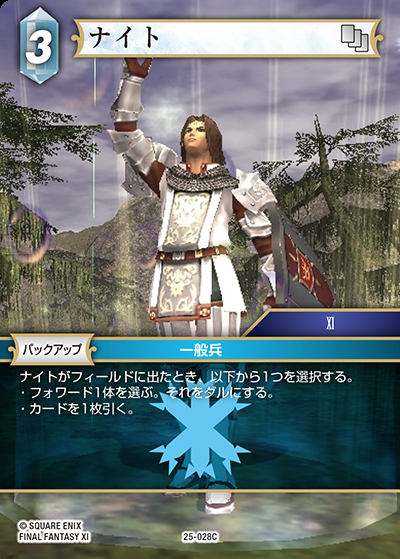 3
ナイト
XI
バックアップ
一般兵
ナイトがフィールドに出たとき、以下から1つを選択する。
・フォワード1体を選ぶ。それをダルにする。
・カードを1枚引く。
© SQUARE ENIX
FINAL FANTASY XI
25-028C